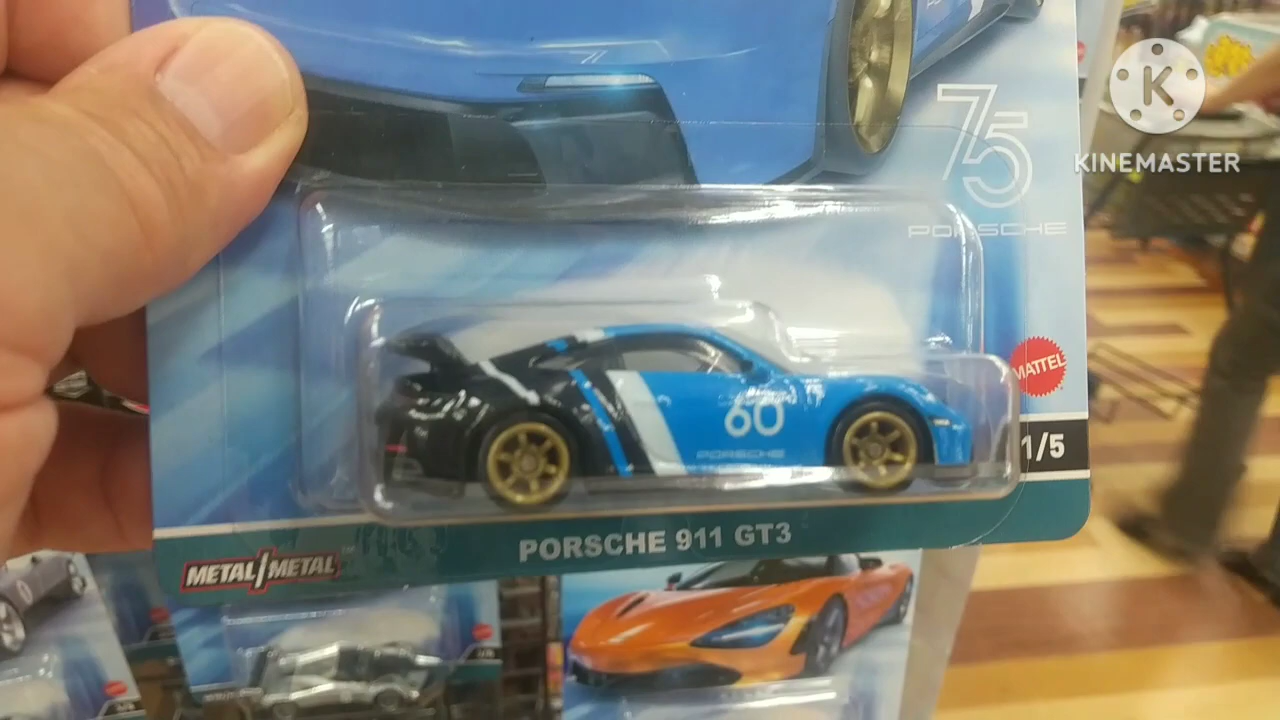 75
PORSCHE
K
KINEMASTER
MATTEL
60
PORSCHE
1/5
PORSCHE 911 GT3
METAL/METAL